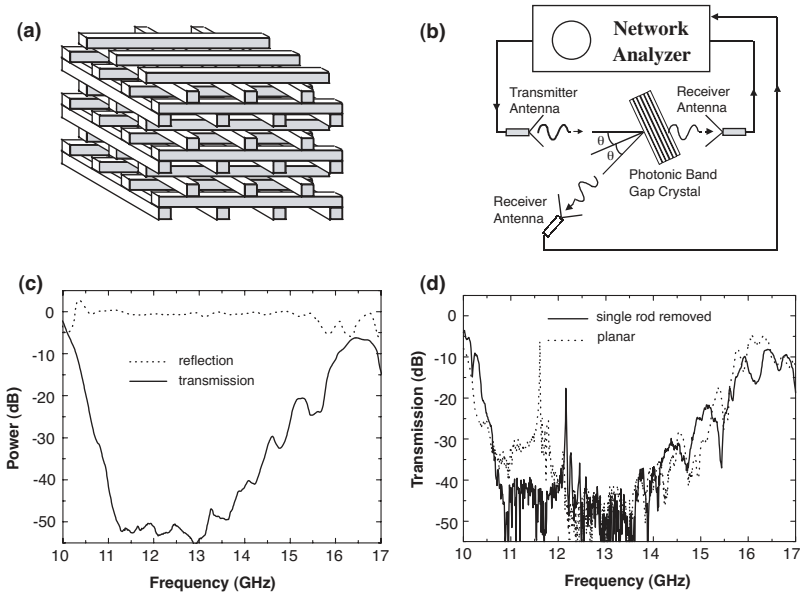 (a)
(b)
Network
Analyzer
Transmitter
Antenna
Receiver
Antenna
θ
θ
Photonic Band
Gap Crystal
Receiver
Antenna
(c)
0
-10
-20
-30
-40
-50
Power (dB)
reflection
transmission
10 11 12 13 14 15 16 17
Frequency (GHz)
(d)
0
-10
-20
-30
-40
-50
Transmission (dB)
single rod removed
planar
10 11 12 13 14 15 16 17
Frequency (GHz)